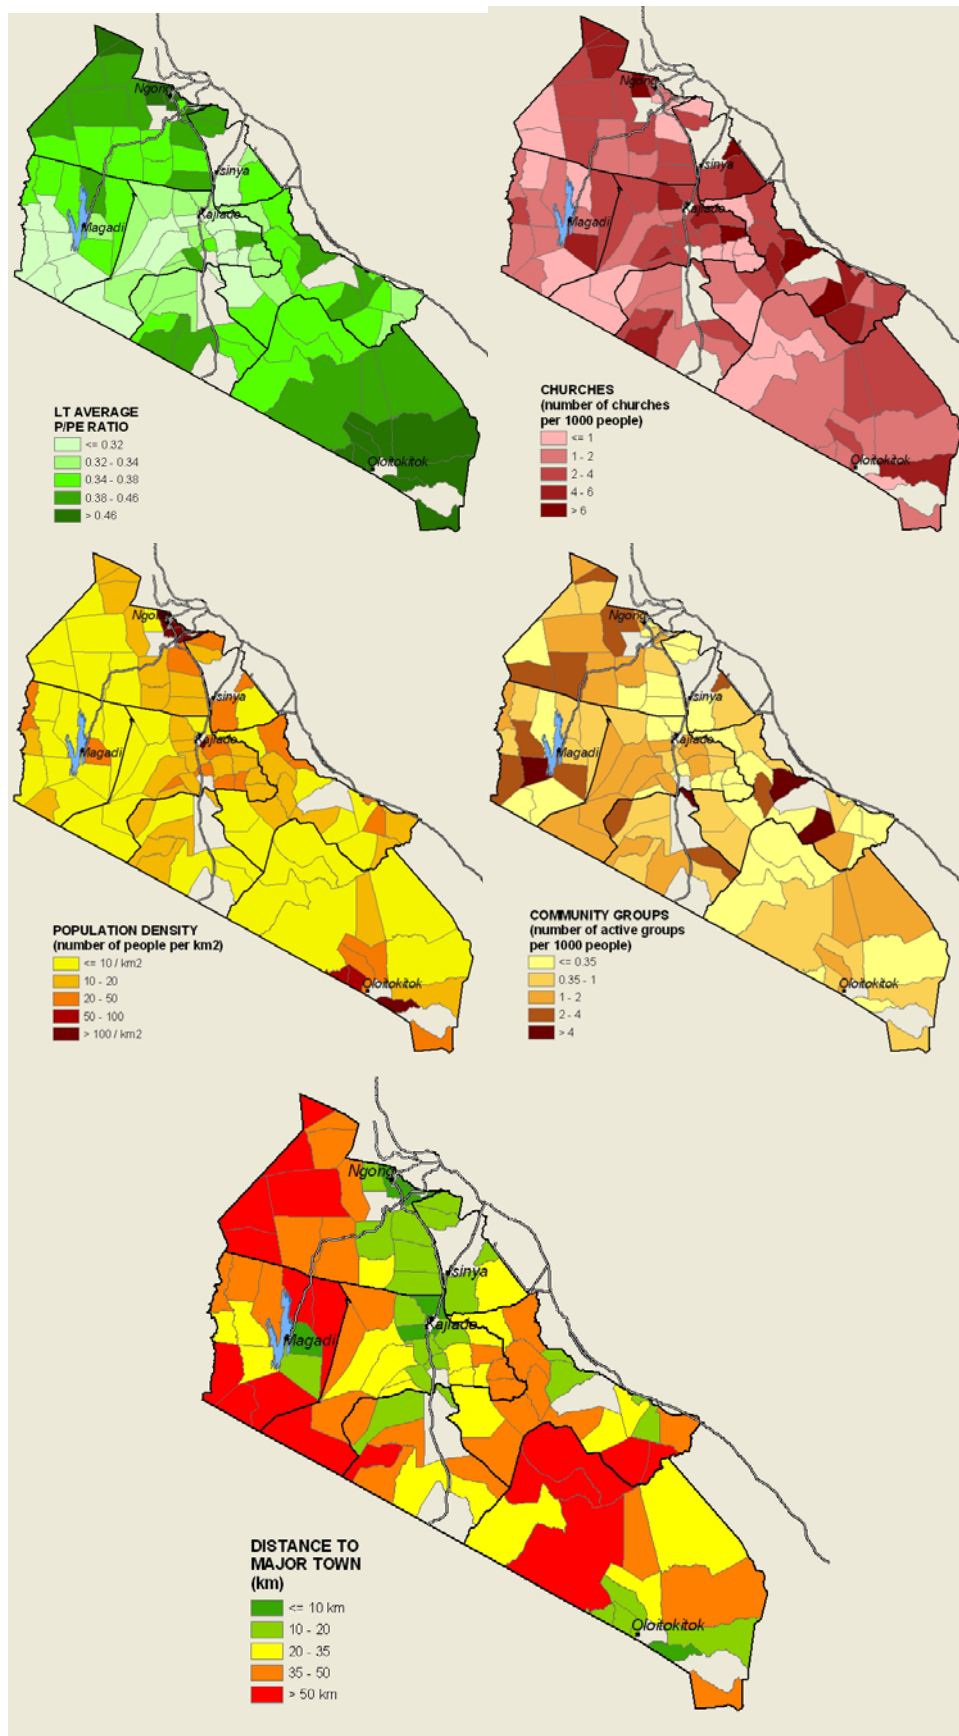 Ngong
Isinya
Kajiado
Magadi
LT AVERAGE
P/PE RATIO
<= 0.32
0.32 - 0.34
0.34 - 0.38
0.38 - 0.46
> 0.46
Oloitokitok
Ngong
Isinya
Kajiado
Magadi
CHURCHES
(number of churches
per 1000 people)
<= 1
1 - 2
2 - 4
4 - 6
> 6
Oloitokitok
Ngong
Isinya
Kajiado
Magadi
POPULATION DENSITY
(number of people per km2)
<= 10 / km2
10 - 20
20 - 50
50 - 100
> 100 / km2
Oloitokitok
Ngong
Isinya
Kajiado
Magadi
COMMUNITY GROUPS
(number of active groups
per 1000 people)
<= 0.35
0.35 - 1
1 - 2
2 - 4
> 4
Oloitokitok
Ngong
Isinya
Kajiado
Magadi
DISTANCE TO
MAJOR TOWN
(km)
<= 10 km
10 - 20
20 - 35
35 - 50
> 50 km
Oloitokitok